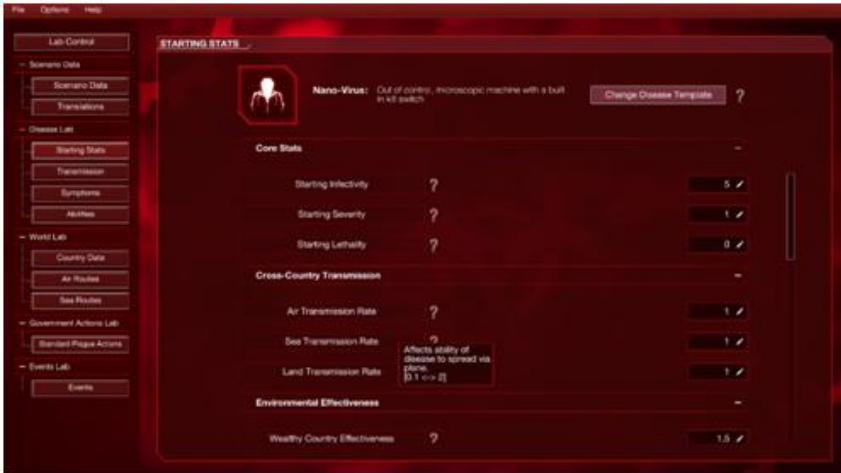 File Options Help
Lab Control
STARTING STATS
Scenario Data
Scenario Data
Translations
Disease Lab
Starting Stats
Transmission
Symptoms
Abilities
World Lab
Country Data
Air Routes
Sea Routes
Government Actions Lab
Standard Plague Actions
Events Lab
Events
Nano-Virus: Out of control, microscopic machine with a built
in kill switch
Change Disease Template ?
Core Stats
Starting Infectivity ? 5
Starting Severity ? 1
Starting Lethality ? 0
Cross-Country Transmission
Air Transmission Rate ? 1
Sea Transmission Rate ? 1
Affects ability of
disease to spread via
plane.
[0.1 <-> 2]
Land Transmission Rate 1
Environmental Effectiveness
Wealthy Country Effectiveness ? 1.5